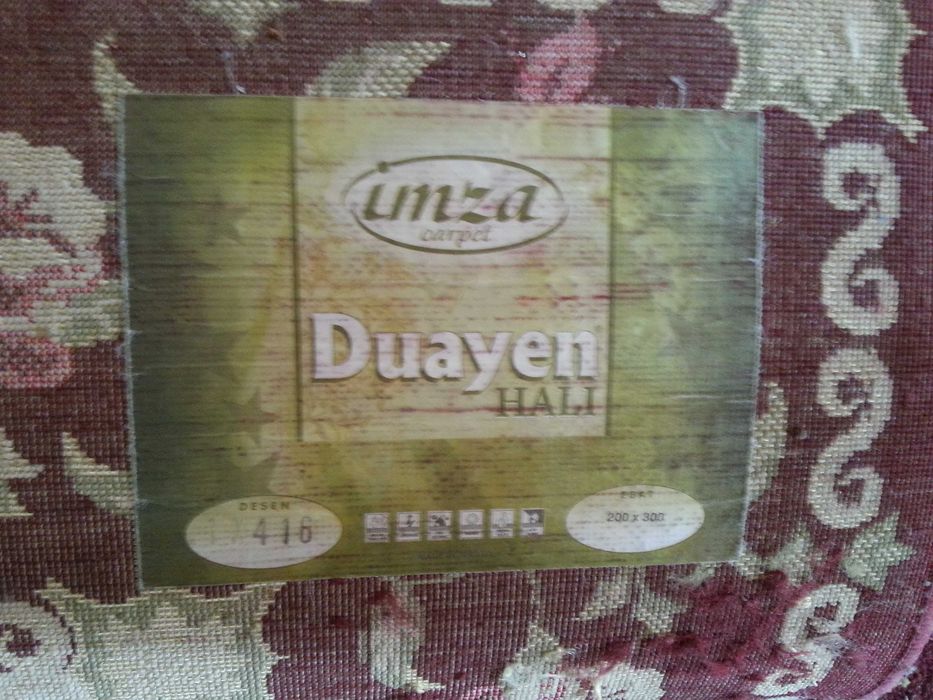 imza
carpet
Duayen
HALI
DESEN
416
EBAT
200 x 300